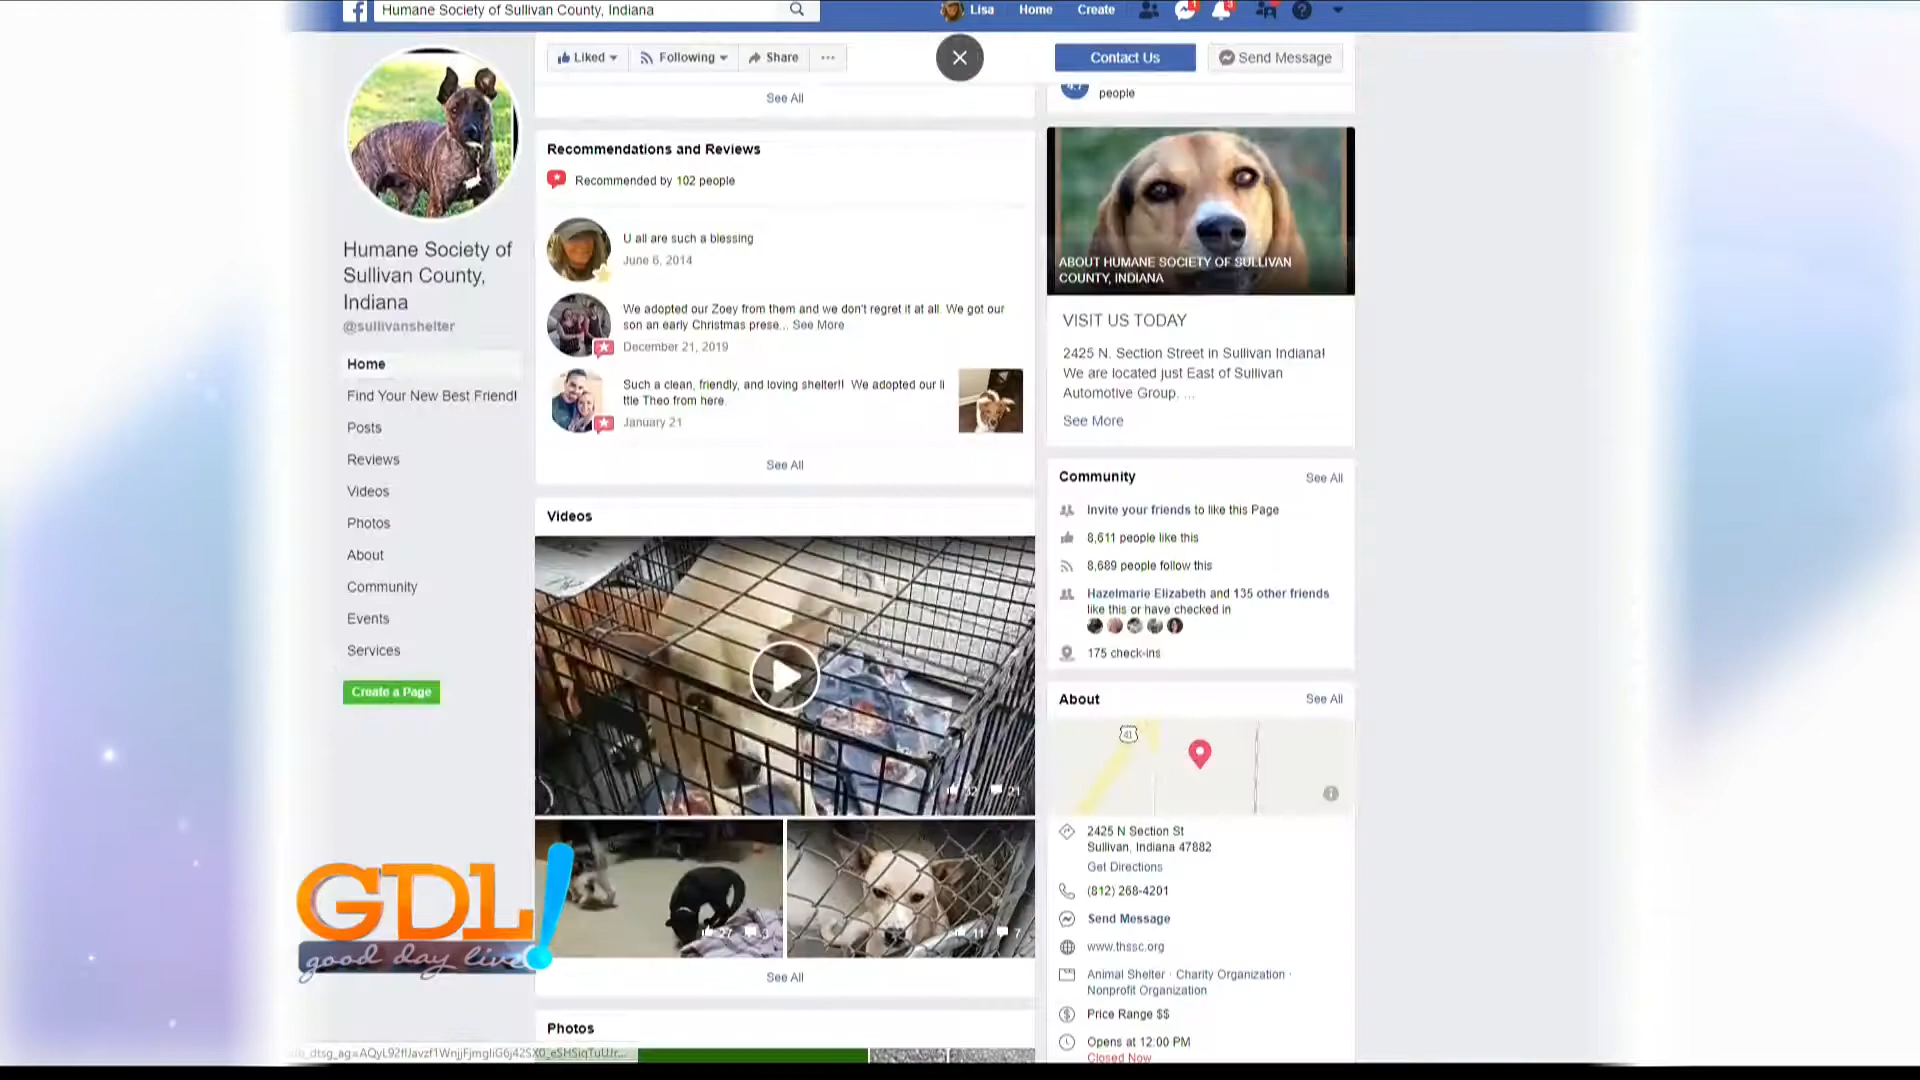 Humane Society of Sullivan County, Indiana
Lisa
Home
Create
Liked
Following
Share
Contact Us
Send Message
See All
people
Humane Society of
Sullivan County,
Indiana
@sullivanshelter
Home
Find Your New Best Friend!
Posts
Reviews
Videos
Photos
About
Community
Events
Services
Create a Page
Recommendations and Reviews
Recommended by 102 people
U all are such a blessing
June 6, 2014
We adopted our Zoey from them and we don't regret it at all. We got our
son an early Christmas prese... See More
December 21, 2019
Such a clean, friendly, and loving shelter!! We adopted our li
ttle Theo from here.
January 21
See All
Videos
32 21
27 3
11 7
See All
Photos
ABOUT HUMANE SOCIETY OF SULLIVAN
COUNTY, INDIANA
VISIT US TODAY
2425 N. Section Street in Sullivan Indiana!
We are located just East of Sullivan
Automotive Group. ...
See More
Community
See All
Invite your friends to like this Page
8,611 people like this
8,689 people follow this
Hazelmarie Elizabeth and 135 other friends
like this or have checked in
175 check-ins
About
See All
41
2425 N Section St
Sullivan, Indiana 47882
Get Directions
(812) 268-4201
Send Message
www.thssc.org
Animal Shelter · Charity Organization ·
Nonprofit Organization
Price Range $$
Opens at 12:00 PM
Closed Now
GDL!
good day live